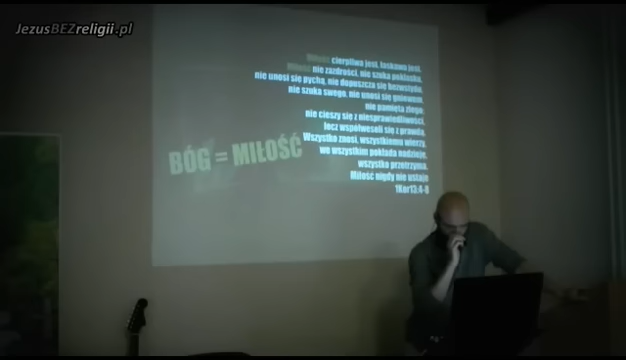 JezusBEZreligii.pl
Miłość cierpliwa jest, łaskawa jest.
Miłość nie zazdrości, nie szuka poklasku,
nie unosi się pychą, nie dopuszcza się bezwstydu,
nie szuka swego, nie unosi się gniewem,
nie pamięta złego,
nie cieszy się z niesprawiedliwości,
lecz współweseli się z prawdą.
Wszystko znosi, wszystkiemu wierzy,
we wszystkim pokłada nadzieję,
wszystko przetrzyma.
Miłość nigdy nie ustaje
1Kor13:4-8
BÓG = MIŁOŚĆ